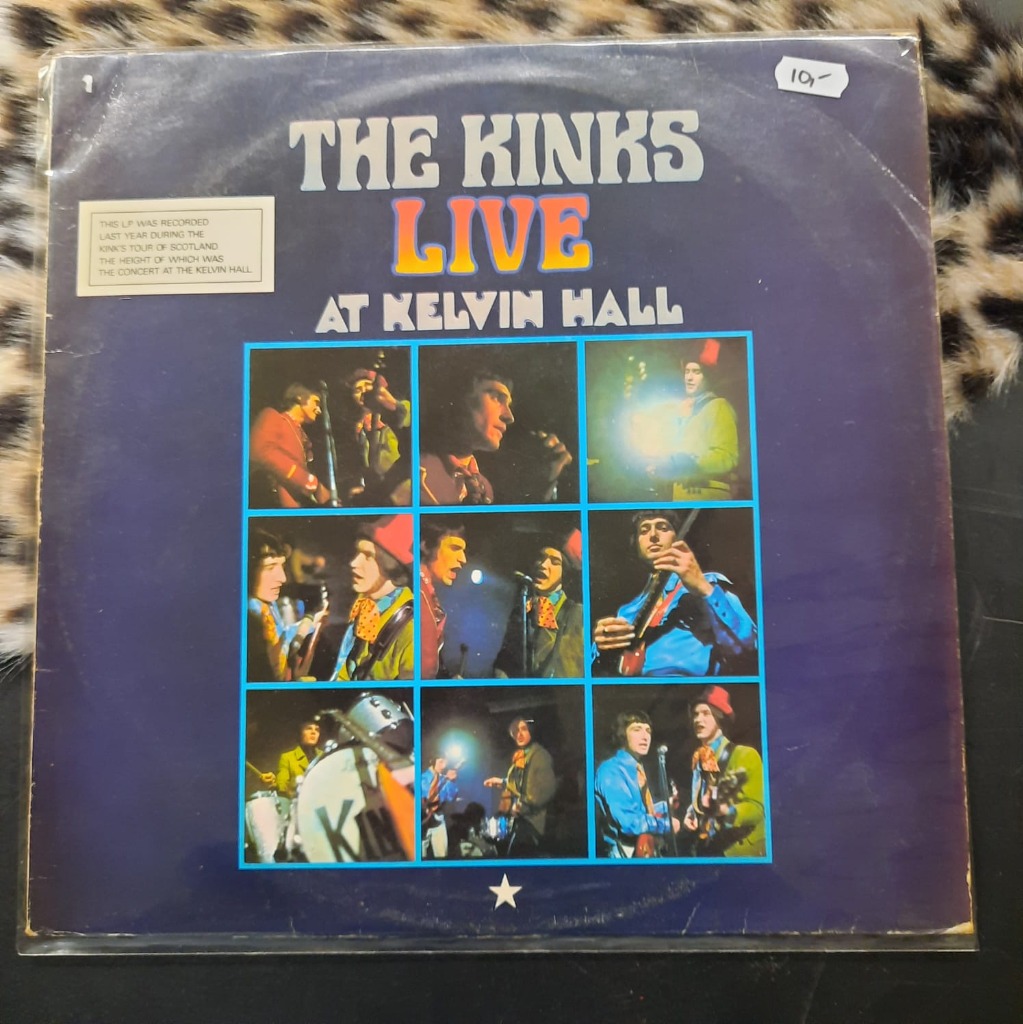 10,-
THE KINKS
LIVE
AT KELVIN HALL
THIS LP WAS RECORDED
LAST YEAR DURING THE
KINK'S TOUR OF SCOTLAND
THE HEIGHT OF WHICH WAS
THE CONCERT AT THE KELVIN HALL
KIN